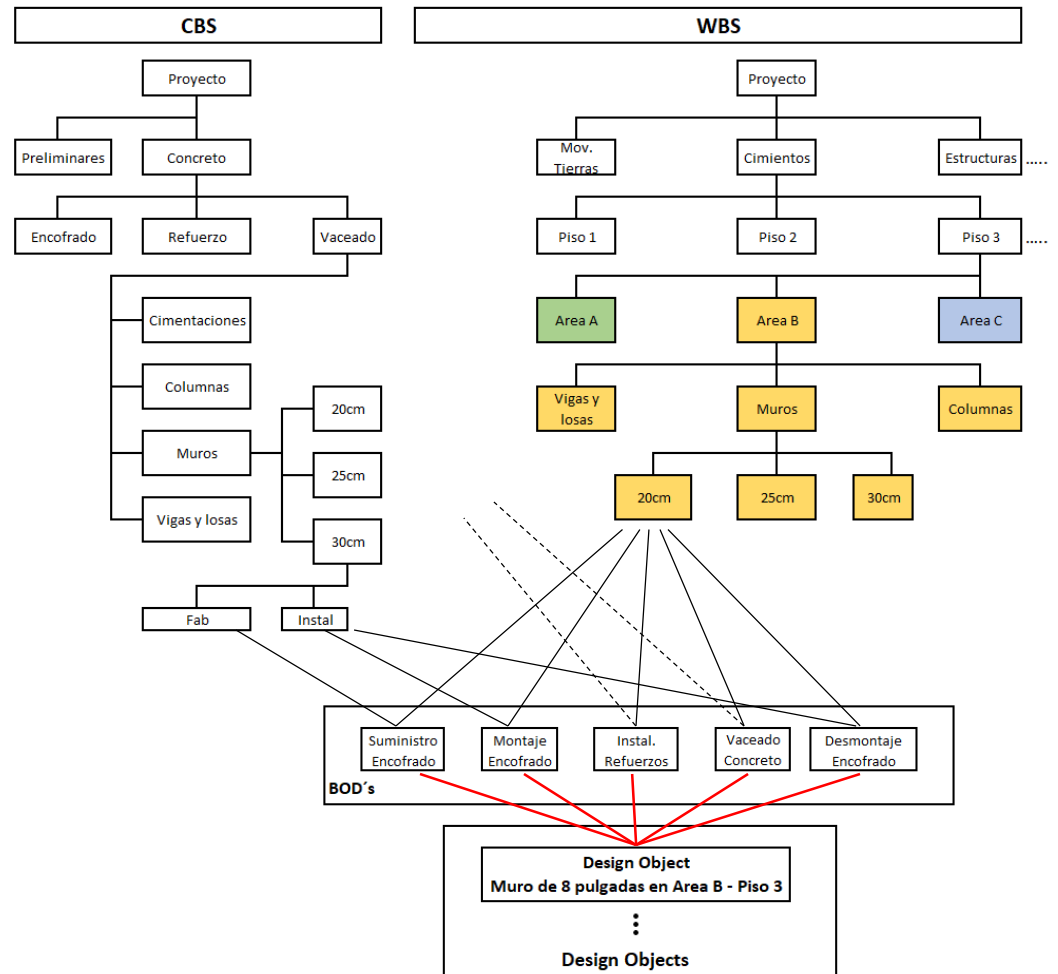 CBS
WBS
Proyecto
Proyecto
Preliminares
Concreto
Mov.
Tierras
Cimientos
Estructuras
.....
Encofrado
Refuerzo
Vaceado
Piso 1
Piso 2
Piso 3
.....
Cimentaciones
Area A
Area B
Area C
Columnas
20cm
Vigas y
losas
Muros
Columnas
Muros
25cm
20cm
25cm
30cm
Vigas y losas
30cm
Fab
Instal
Suministro
Encofrado
Montaje
Encofrado
Instal.
Refuerzos
Vaceado
Concreto
Desmontaje
Encofrado
BOD´s
Design Object
Muro de 8 pulgadas en Area B - Piso 3
Design Objects